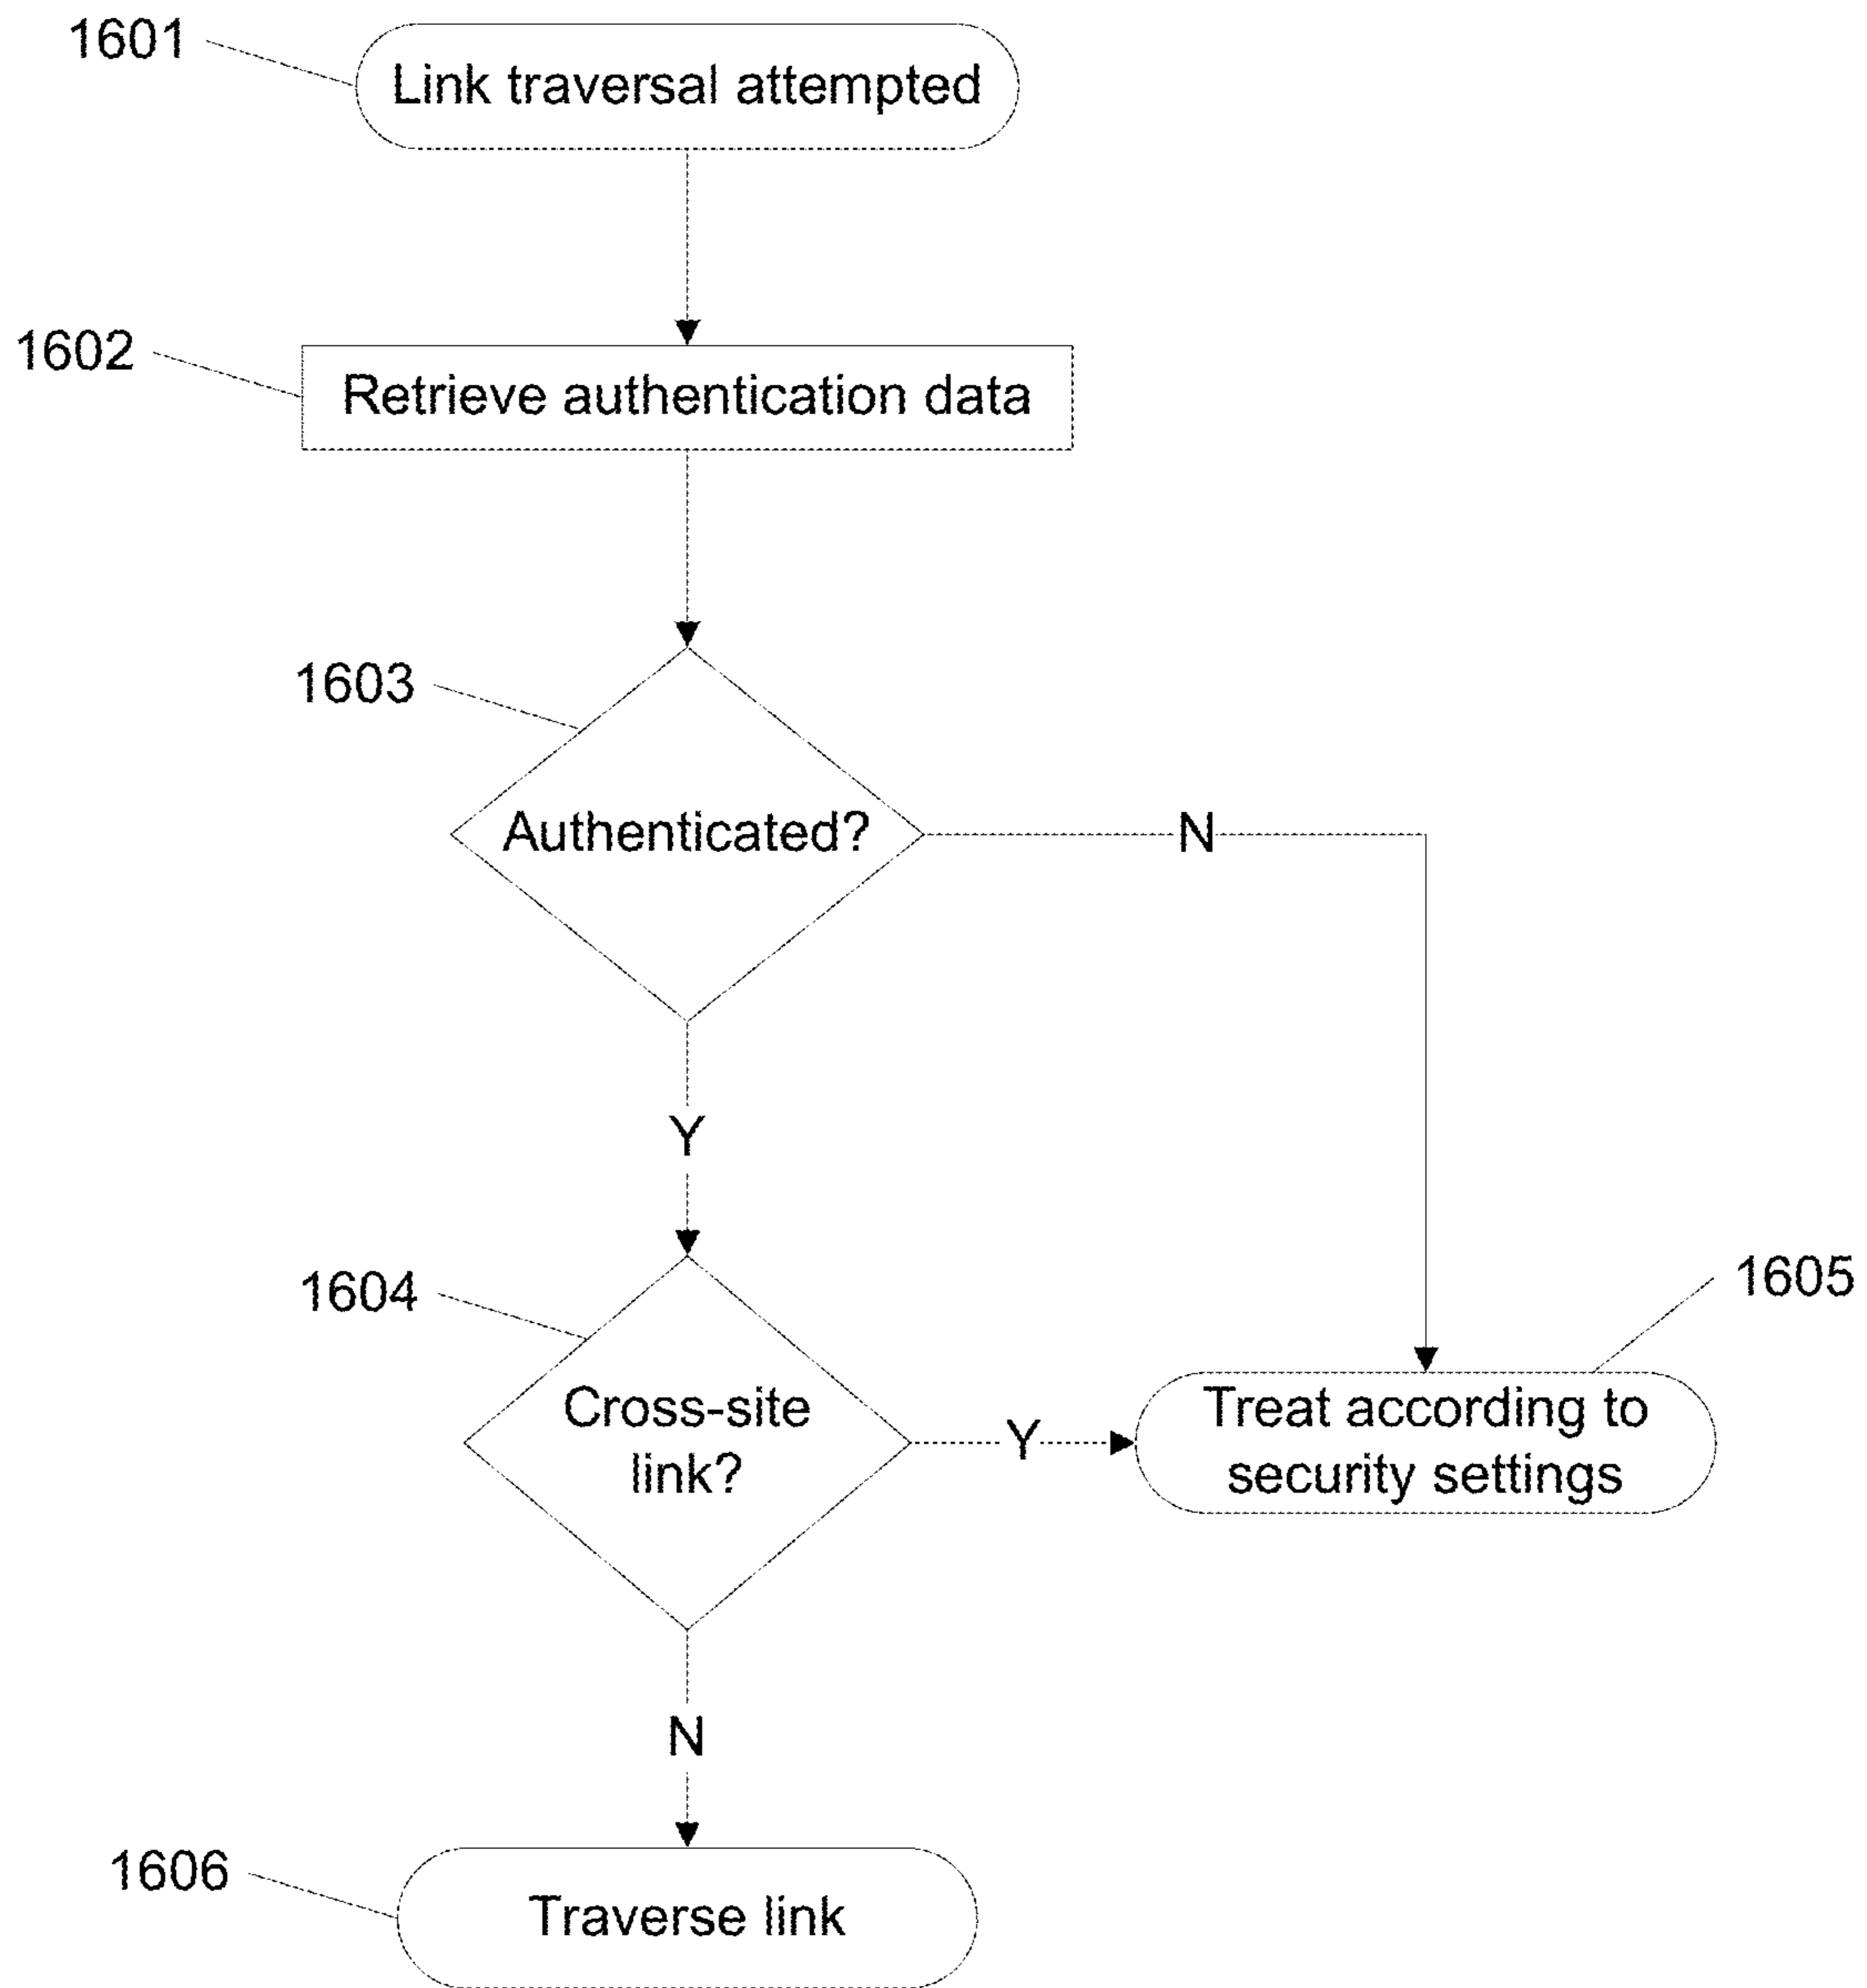 1601
Link traversal attempted
1602
Retrieve authentication data
1603
Authenticated?
N
Y
1604
1605
Cross-site
link?
Y
Treat according to
security settings
N
1606
Traverse link